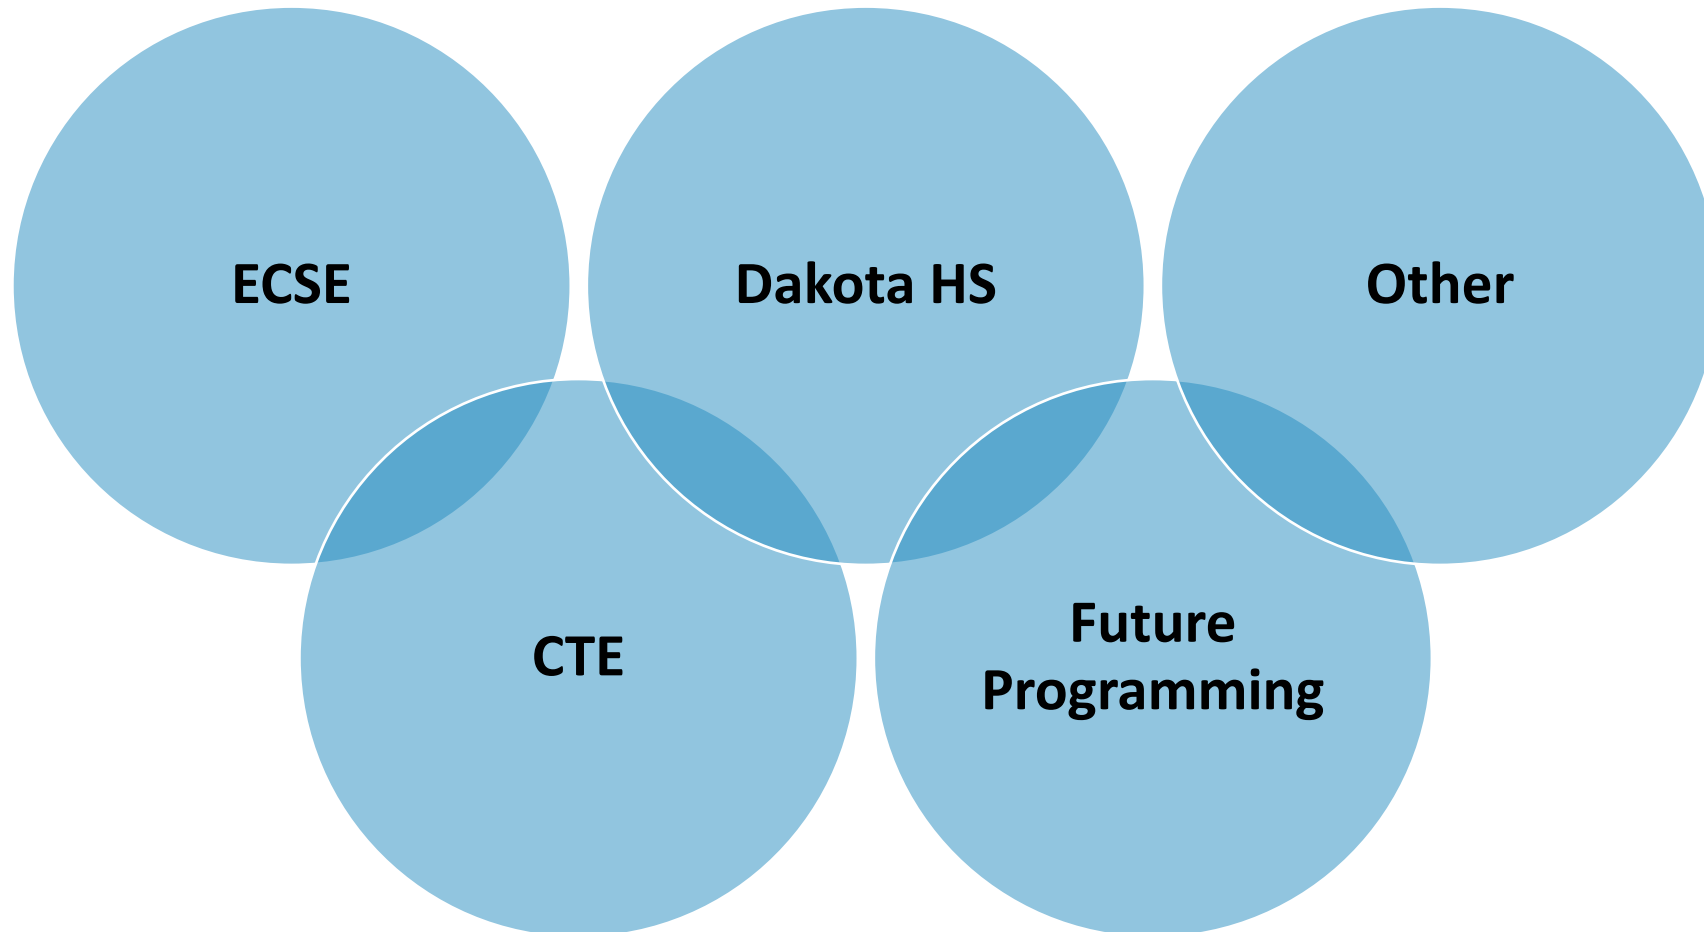 ECSE
Dakota HS
Other
CTE
Future
Programming